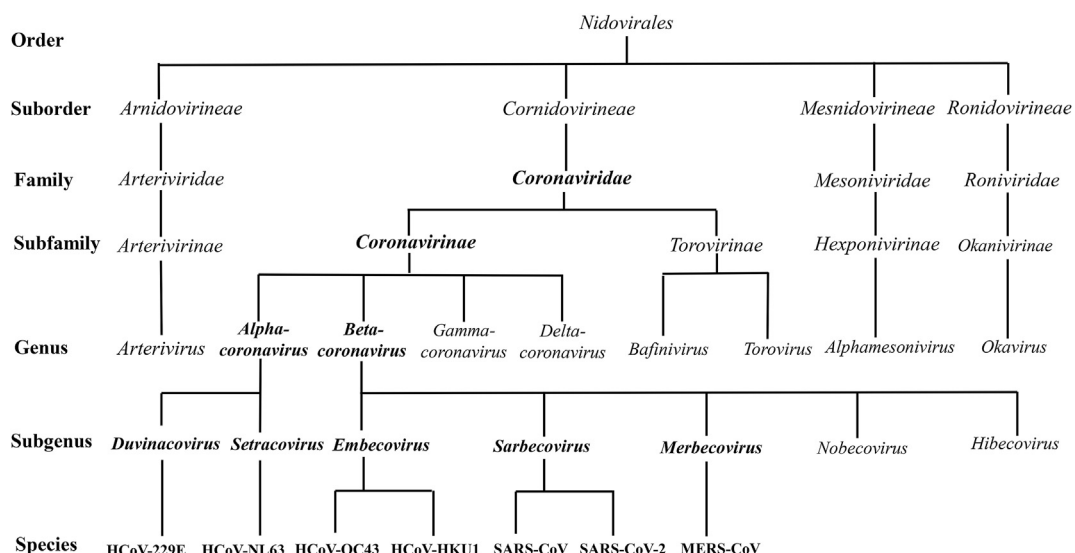 Order
Nidovirales
Suborder Arnidovirineae Cornidovirineae Mesnidovirineae Ronidovirineae
Family Arteriviridae Coronaviridae Mesoniviridae Roniviridae
Subfamily Arterivirinae Coronavirinae Torovirinae Hexponivirinae Okanivirinae
Genus Arterivirus Alpha-
coronavirus Beta-
coronavirus Gamma-
coronavirus Delta-
coronavirus Bafinivirus Torovirus Alphamesonivirus Okavirus
Subgenus Duvinacovirus Setracovirus Embecovirus Sarbecovirus Merbecovirus Nobecovirus Hibecovirus
Species HCoV-229E HCoV-NL63 HCoV-OC43 HCoV-HKU1 SARS-CoV SARS-CoV-2 MERS-CoV